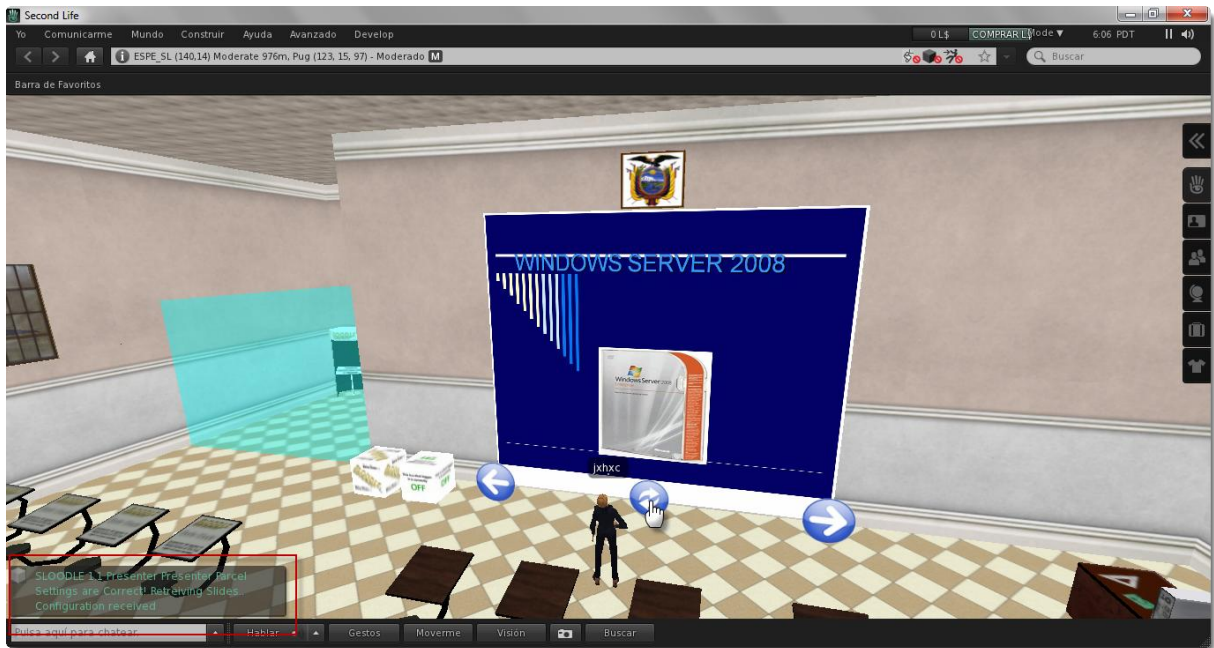 Second Life
Yo Comunicarme Mundo Construir Ayuda Avanzado Develop
0 L$ COMPRAR L Mode ▼ 6:06 PDT
ESPE_SL (140,14) Moderate 976m, Pug (123, 15, 97) - Moderado M
Buscar
Barra de Favoritos
WINDOWS SERVER 2008
Windows Server 2008
jxhxc
OFF
SLOODLE 1.1 Presenter Presenter Parcel
Settings are Correct! Retreiving Slides..
Configuration received
Pulsa aquí para chatear.
Hablar Gestos Moverme Visión Buscar